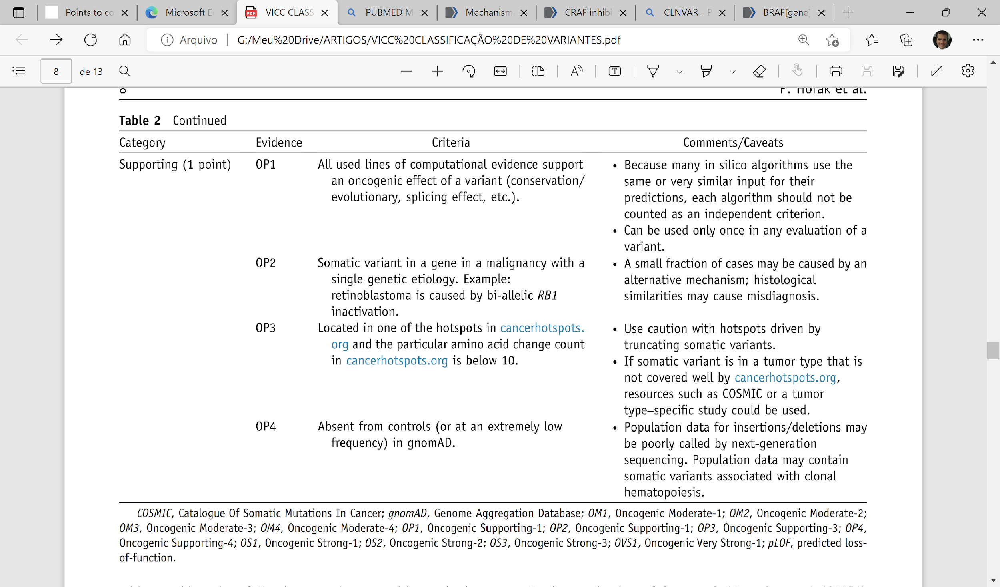 Points to co
Microsoft Ed
VICC CLASS
PUBMED M
Mechanism
CRAF inhibi
CLNVAR - P
BRAF[gene]
Arquivo
G:/Meu%20Drive/ARTIGOS/VICC%20CLASSIFICAÇÃO%20DE%20VARIANTES.pdf
8 de 13
8 P. Horak et al.
Table 2 Continued
Category Evidence Criteria Comments/Caveats
Supporting (1 point) OP1 All used lines of computational evidence support
an oncogenic effect of a variant (conservation/
evolutionary, splicing effect, etc.).
• Because many in silico algorithms use the
same or very similar input for their
predictions, each algorithm should not be
counted as an independent criterion.
• Can be used only once in any evaluation of a
variant.
OP2 Somatic variant in a gene in a malignancy with a
single genetic etiology. Example:
retinoblastoma is caused by bi-allelic RB1
inactivation.
• A small fraction of cases may be caused by an
alternative mechanism; histological
similarities may cause misdiagnosis.
OP3 Located in one of the hotspots in cancerhotspots.
org and the particular amino acid change count
in cancerhotspots.org is below 10.
• Use caution with hotspots driven by
truncating somatic variants.
• If somatic variant is in a tumor type that is
not covered well by cancerhotspots.org,
resources such as COSMIC or a tumor
type–specific study could be used.
OP4 Absent from controls (or at an extremely low
frequency) in gnomAD.
• Population data for insertions/deletions may
be poorly called by next-generation
sequencing. Population data may contain
somatic variants associated with clonal
hematopoiesis.
COSMIC, Catalogue Of Somatic Mutations In Cancer; gnomAD, Genome Aggregation Database; OM1, Oncogenic Moderate-1; OM2, Oncogenic Moderate-2;
OM3, Oncogenic Moderate-3; OM4, Oncogenic Moderate-4; OP1, Oncogenic Supporting-1; OP2, Oncogenic Supporting-1; OP3, Oncogenic Supporting-3; OP4,
Oncogenic Supporting-4; OS1, Oncogenic Strong-1; OS2, Oncogenic Strong-2; OS3, Oncogenic Strong-3; OVS1, Oncogenic Very Strong-1; pLOF, predicted loss-
of-function.